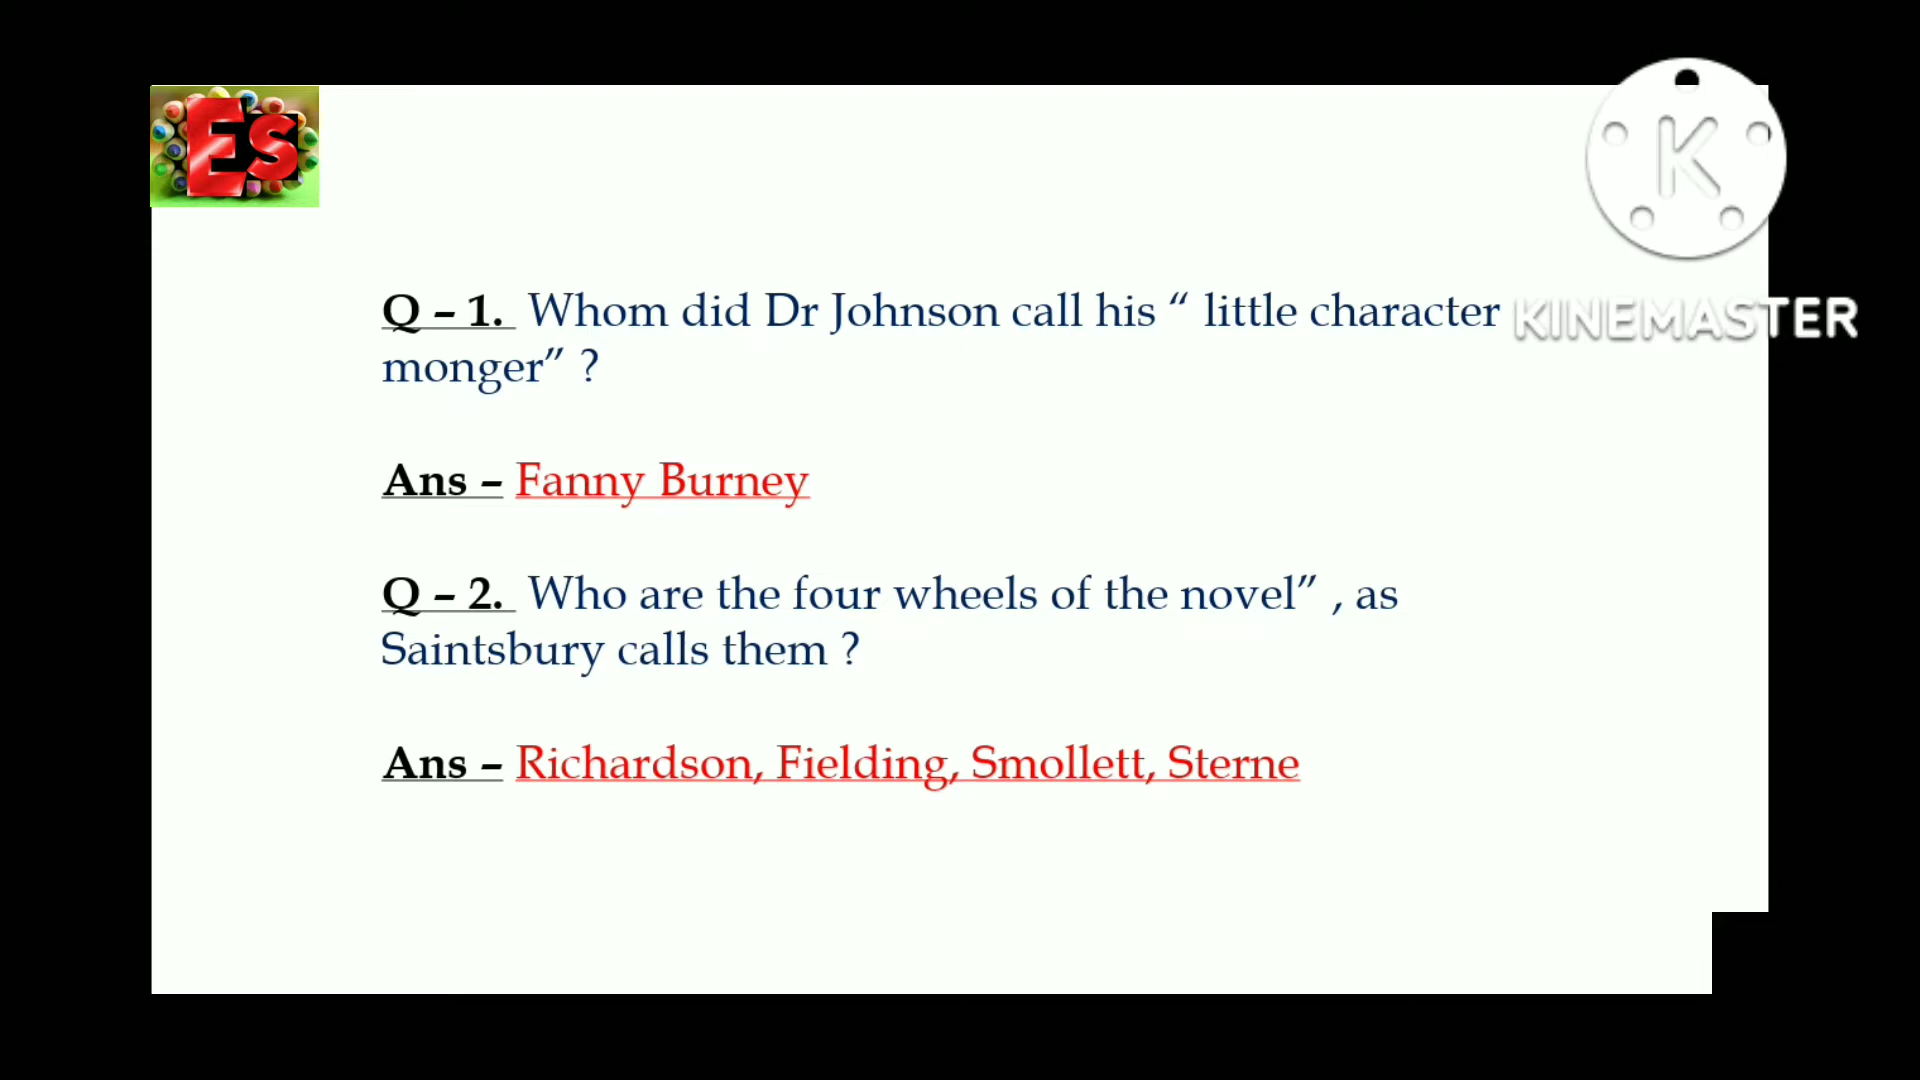 Es
K
KINEMASTER
Q – 1. Whom did Dr Johnson call his “ little character
monger” ?
Ans – Fanny Burney
Q – 2. Who are the four wheels of the novel” , as
Saintsbury calls them ?
Ans – Richardson, Fielding, Smollett, Sterne